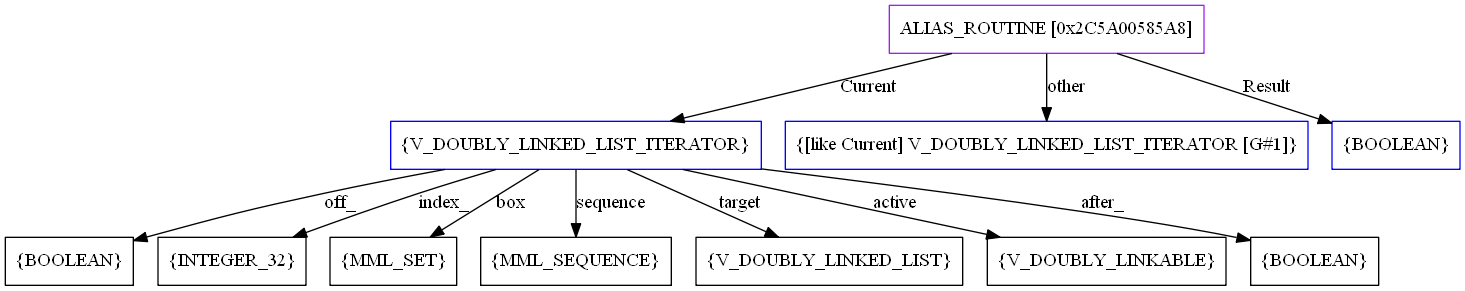 ALIAS_ROUTINE [0x2C5A00585A8]
Current
other
Result
{V_DOUBLY_LINKED_LIST_ITERATOR}
{[like Current] V_DOUBLY_LINKED_LIST_ITERATOR [G#1]}
{BOOLEAN}
off_
index_
box
sequence
target
active
after_
{BOOLEAN}
{INTEGER_32}
{MML_SET}
{MML_SEQUENCE}
{V_DOUBLY_LINKED_LIST}
{V_DOUBLY_LINKABLE}
{BOOLEAN}